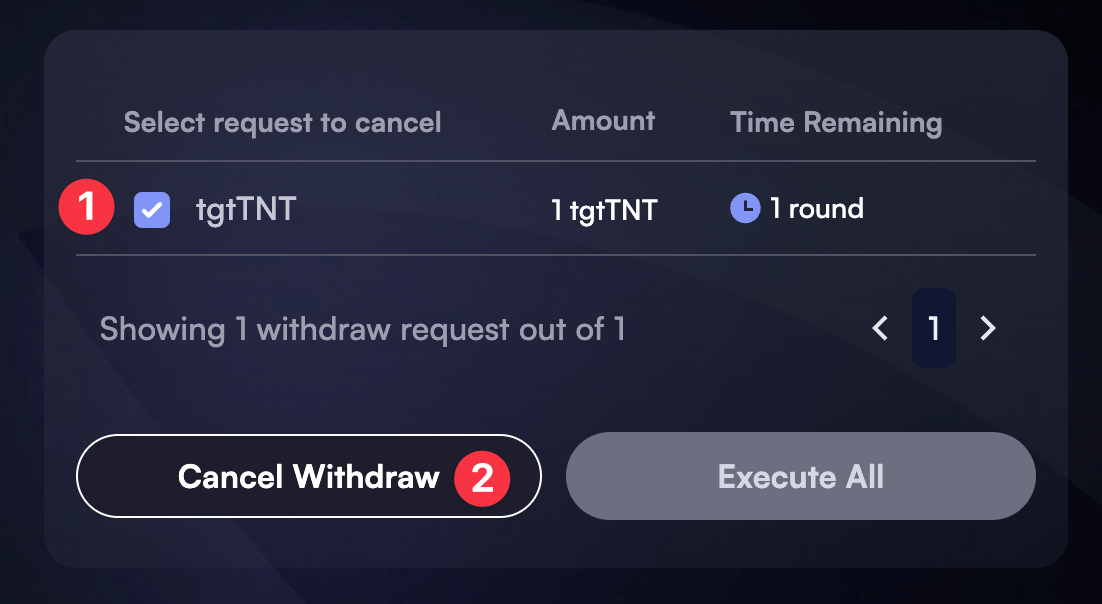 Select request to cancel Amount Time Remaining
1 tgtTNT 1 tgtTNT 1 round
Showing 1 withdraw request out of 1 1
Cancel Withdraw 2 Execute All